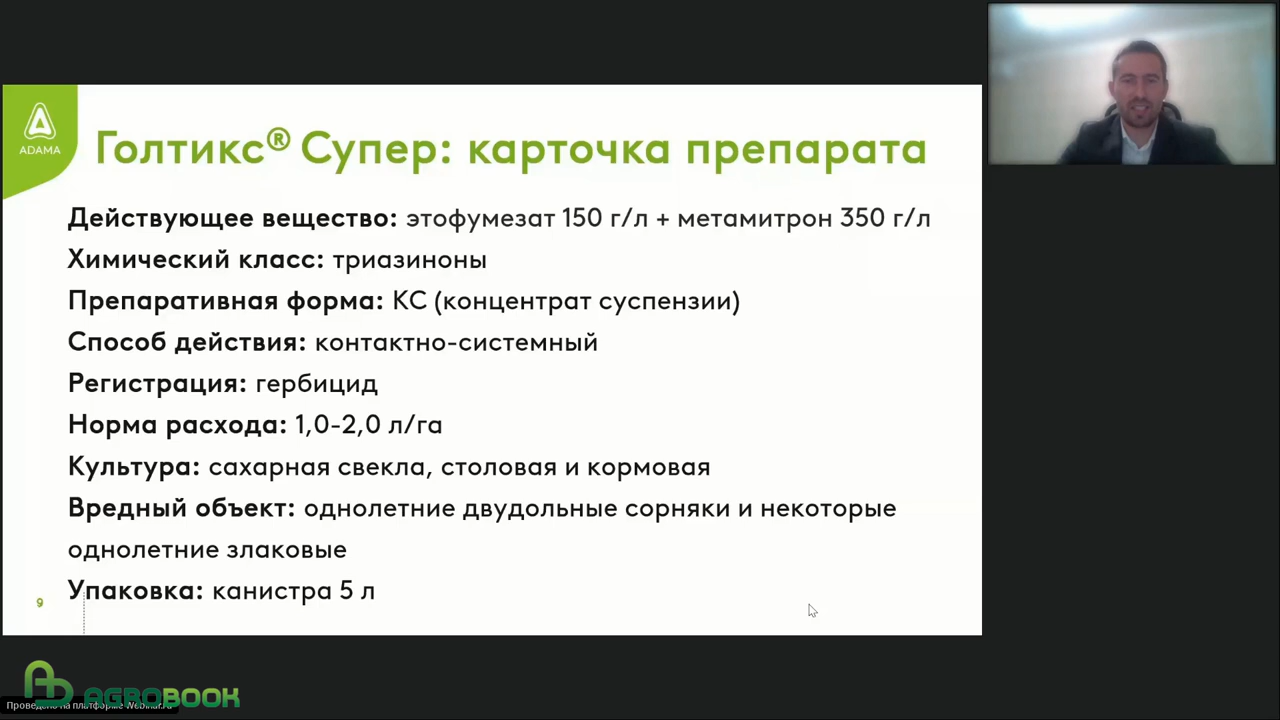 ADAMA
Голтикс® Супер: карточка препарата
Действующее вещество: этофумезат 150 г/л + метамитрон 350 г/л
Химический класс: триазиноны
Препаративная форма: КС (концентрат суспензии)
Способ действия: контактно-системный
Регистрация: гербицид
Норма расхода: 1,0-2,0 л/га
Культура: сахарная свекла, столовая и кормовая
Вредный объект: однолетние двудольные сорняки и некоторые
однолетние злаковые
Упаковка: канистра 5 л
9
AGROBOOK
Проведено на платформе Webinar.ru